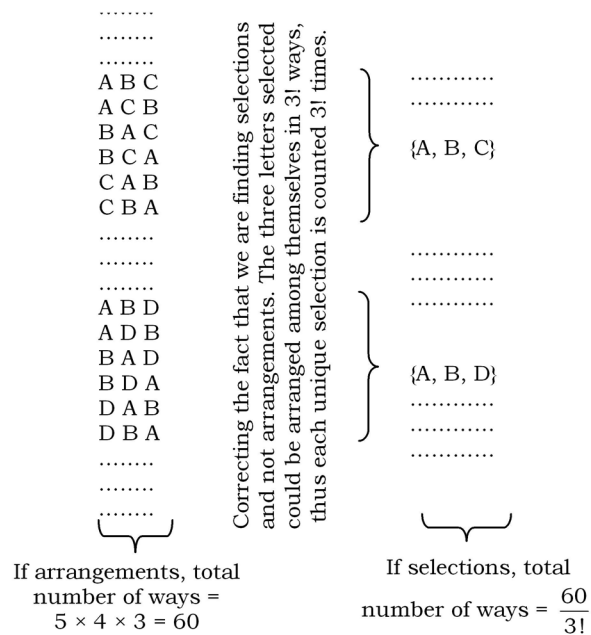 ........
........
........
A B C
A C B
B A C
B C A
C A B
C B A
........
........
........
A B D
A D B
B A D
B D A
D A B
D B A
........
........
........
If arrangements, total
number of ways =
5 × 4 × 3 = 60
Correcting the fact that we are finding selections
and not arrangements. The three letters selected
could be arranged among themselves in 3! ways,
thus each unique selection is counted 3! times.
............
............
{A, B, C}
............
............
............
{A, B, D}
............
............
............
If selections, total
number of ways = 60/3!